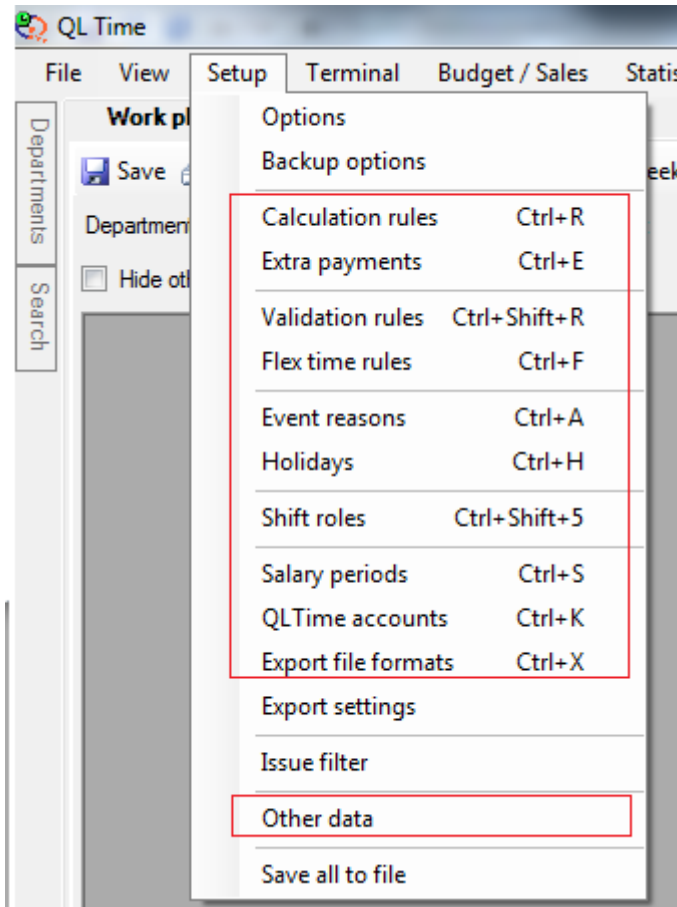 QL Time
File View Setup Terminal Budget / Sales
Work
Options
Backup options
Save
Calculation rules Ctrl+R
Extra payments Ctrl+E
Validation rules Ctrl+Shift+R
Flex time rules Ctrl+F
Event reasons Ctrl+A
Holidays Ctrl+H
Shift roles Ctrl+Shift+5
Salary periods Ctrl+S
QLTime accounts Ctrl+K
Export file formats Ctrl+X
Export settings
Issue filter
Other data
Save all to file
Departmen
Hide
Departments
Search